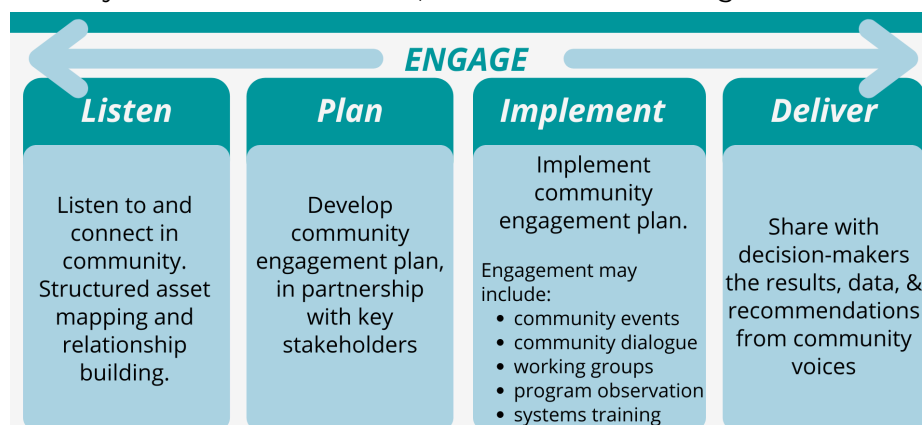 ENGAGE
Listen
Listen to and
connect in
community.
Structured asset
mapping and
relationship
building.
Plan
Develop
community
engagement plan,
in partnership
with key
stakeholders
Implement
Implement
community
engagement plan.
Engagement may
include:
• community events
• community dialogue
• working groups
• program observation
• systems training
Deliver
Share with
decision-makers
the results, data, &
recommendations
from community
voices